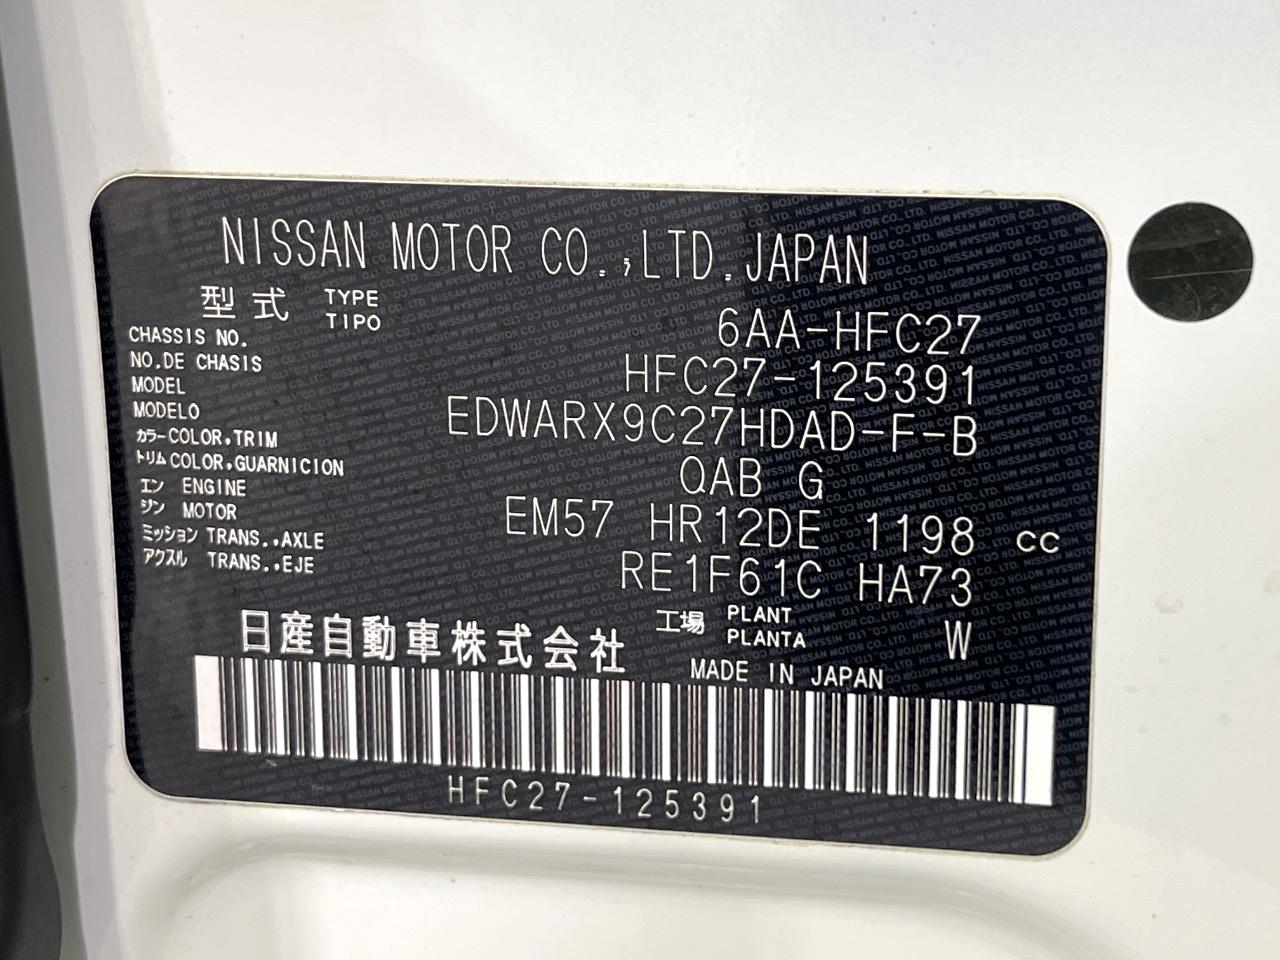 NISSAN MOTOR CO.,LTD.JAPAN
型式 TYPE TIPO 6AA-HFC27
CHASSIS NO.
NO.DE CHASIS HFC27-125391
MODEL
MODELO EDWARX9C27HDAD-F-B
カラー COLOR,TRIM
トリム COLOR,GUARNICION QAB G
エン ENGINE
ジン MOTOR EM57 HR12DE 1198 cc
ミッション TRANS.,AXLE
アクスル TRANS.,EJE RE1F61C HA73
工場 PLANT PLANTA W
日産自動車株式会社 MADE IN JAPAN
HFC27-125391